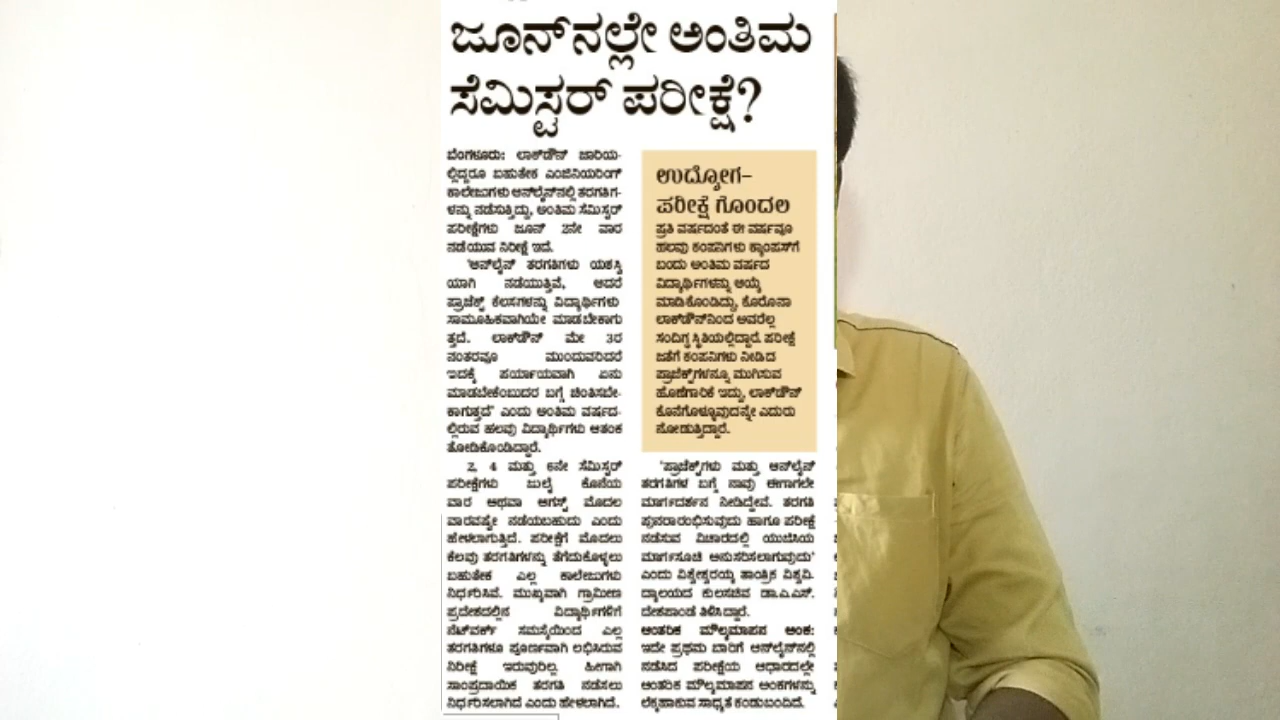 ಜೂನ್‌ನಲ್ಲೇ ಅಂತಿಮ
ಸೆಮಿಸ್ಟರ್ ಪರೀಕ್ಷೆ?
ಬೆಂಗಳೂರು: ಲಾಕ್‌ಡೌನ್ ಜಾರಿಯ-
ಲ್ಲಿದ್ದರೂ ಬಹುತೇಕ ಎಂಜಿನಿಯರಿಂಗ್
ಕಾಲೇಜುಗಳು ಆನ್‌ಲೈನ್‌ನಲ್ಲಿ ತರಗತಿಗ-
ಳನ್ನು ನಡೆಸುತ್ತಿದ್ದು, ಅಂತಿಮ ಸೆಮಿಸ್ಟರ್
ಪರೀಕ್ಷೆಗಳು ಜೂನ್ 2ನೇ ವಾರ
ನಡೆಯುವ ನಿರೀಕ್ಷೆ ಇದೆ.
'ಆನ್‌ಲೈನ್ ತರಗತಿಗಳು ಯಶಸ್ವಿ
ಯಾಗಿ ನಡೆಯುತ್ತಿವೆ, ಆದರೆ
ಪ್ರಾಜೆಕ್ಟ್ ಕೆಲಸಗಳನ್ನು ವಿದ್ಯಾರ್ಥಿಗಳು
ಸಾಮೂಹಿಕವಾಗಿಯೇ ಮಾಡಬೇಕಾಗು
ತ್ತದೆ. ಲಾಕ್‌ಡೌನ್ ಮೇ 3ರ
ನಂತರವೂ ಮುಂದುವರಿದರೆ
ಇದಕ್ಕೆ ಪರ್ಯಾಯವಾಗಿ ಏನು
ಮಾಡಬೇಕೆಂಬುದರ ಬಗ್ಗೆ ಚಿಂತಿಸಬೇ-
ಕಾಗುತ್ತದೆ' ಎಂದು ಅಂತಿಮ ವರ್ಷದ-
ಲ್ಲಿರುವ ಹಲವು ವಿದ್ಯಾರ್ಥಿಗಳು ಆತಂಕ
ತೋಡಿಕೊಂಡಿದ್ದಾರೆ.
2, 4 ಮತ್ತು 6ನೇ ಸೆಮಿಸ್ಟರ್
ಪರೀಕ್ಷೆಗಳು ಜುಲೈ ಕೊನೆಯ
ವಾರ ಅಥವಾ ಆಗಸ್ಟ್ ಮೊದಲ
ವಾರವಷ್ಟೇ ನಡೆಯಬಹುದು ಎಂದು
ಹೇಳಲಾಗುತ್ತಿದೆ. ಪರೀಕ್ಷೆಗೆ ಮೊದಲು
ಕೆಲವು ತರಗತಿಗಳನ್ನು ತೆಗೆದುಕೊಳ್ಳಲು
ಬಹುತೇಕ ಎಲ್ಲ ಕಾಲೇಜುಗಳು
ನಿರ್ಧರಿಸಿವೆ. ಮುಖ್ಯವಾಗಿ ಗ್ರಾಮೀಣ
ಪ್ರದೇಶದಲ್ಲಿನ ವಿದ್ಯಾರ್ಥಿಗಳಿಗೆ
ನೆಟ್‌ವರ್ಕ್ ಸಮಸ್ಯೆಯಿಂದ ಎಲ್ಲ
ತರಗತಿಗಳೂ ಪೂರ್ಣವಾಗಿ ಲಭಿಸಿರುವ
ನಿರೀಕ್ಷೆ ಇರುವುದಿಲ್ಲ. ಹೀಗಾಗಿ
ಸಾಂಪ್ರದಾಯಿಕ ತರಗತಿ ನಡೆಸಲು
ನಿರ್ಧರಿಸಲಾಗಿದೆ ಎಂದು ಹೇಳಲಾಗಿದೆ.
ಉದ್ಯೋಗ-
ಪರೀಕ್ಷೆ ಗೊಂದಲ
ಪ್ರತಿ ವರ್ಷದಂತೆ ಈ ವರ್ಷವೂ
ಹಲವು ಕಂಪನಿಗಳು ಕ್ಯಾಂಪಸ್‌ಗೆ
ಬಂದು ಅಂತಿಮ ವರ್ಷದ
ವಿದ್ಯಾರ್ಥಿಗಳನ್ನು ಆಯ್ಕೆ
ಮಾಡಿಕೊಂಡಿದ್ದು, ಕೊರೊನಾ
ಲಾಕ್‌ಡೌನ್‌ನಿಂದ ಅವರೆಲ್ಲ
ಸಂದಿಗ್ಧ ಸ್ಥಿತಿಯಲ್ಲಿದ್ದಾರೆ. ಪರೀಕ್ಷೆ
ಜತೆಗೆ ಕಂಪನಿಗಳು ನೀಡಿದ
ಪ್ರಾಜೆಕ್ಟ್‌ಗಳನ್ನೂ ಮುಗಿಸುವ
ಹೊಣೆಗಾರಿಕೆ ಇದ್ದು, ಲಾಕ್‌ಡೌನ್
ಕೊನೆಗೊಳ್ಳುವುದನ್ನೇ ಎದುರು
ನೋಡುತ್ತಿದ್ದಾರೆ.
'ಪ್ರಾಜೆಕ್ಟ್‌ಗಳು ಮತ್ತು ಆನ್‌ಲೈನ್
ತರಗತಿಗಳ ಬಗ್ಗೆ ನಾವು ಈಗಾಗಲೇ
ಮಾರ್ಗದರ್ಶನ ನೀಡಿದ್ದೇವೆ. ತರಗತಿ
ಪುನರಾರಂಭಿಸುವುದು ಹಾಗೂ ಪರೀಕ್ಷೆ
ನಡೆಸುವ ವಿಚಾರದಲ್ಲಿ ಯುಜಿಸಿಯ
ಮಾರ್ಗಸೂಚಿ ಅನುಸರಿಸಲಾಗುವುದು'
ಎಂದು ವಿಶ್ವೇಶ್ವರಯ್ಯ ತಾಂತ್ರಿಕ ವಿಶ್ವವಿ.
ದ್ಯಾಲಯದ ಕುಲಸಚಿವ ಡಾ.ಎ.ಎಸ್.
ದೇಶಪಾಂಡೆ ತಿಳಿಸಿದ್ದಾರೆ.
ಆಂತರಿಕ ಮೌಲ್ಯಮಾಪನ ಅಂಕ:
ಇದೇ ಪ್ರಥಮ ಬಾರಿಗೆ ಆನ್‌ಲೈನ್‌ನಲ್ಲಿ
ನಡೆಸಿದ ಪರೀಕ್ಷೆಯ ಆಧಾರದಲ್ಲೇ
ಆಂತರಿಕ ಮೌಲ್ಯಮಾಪನ ಅಂಕಗಳನ್ನು
ಲೆಕ್ಕಹಾಕುವ ಸಾಧ್ಯತೆ ಕಂಡುಬಂದಿದೆ.